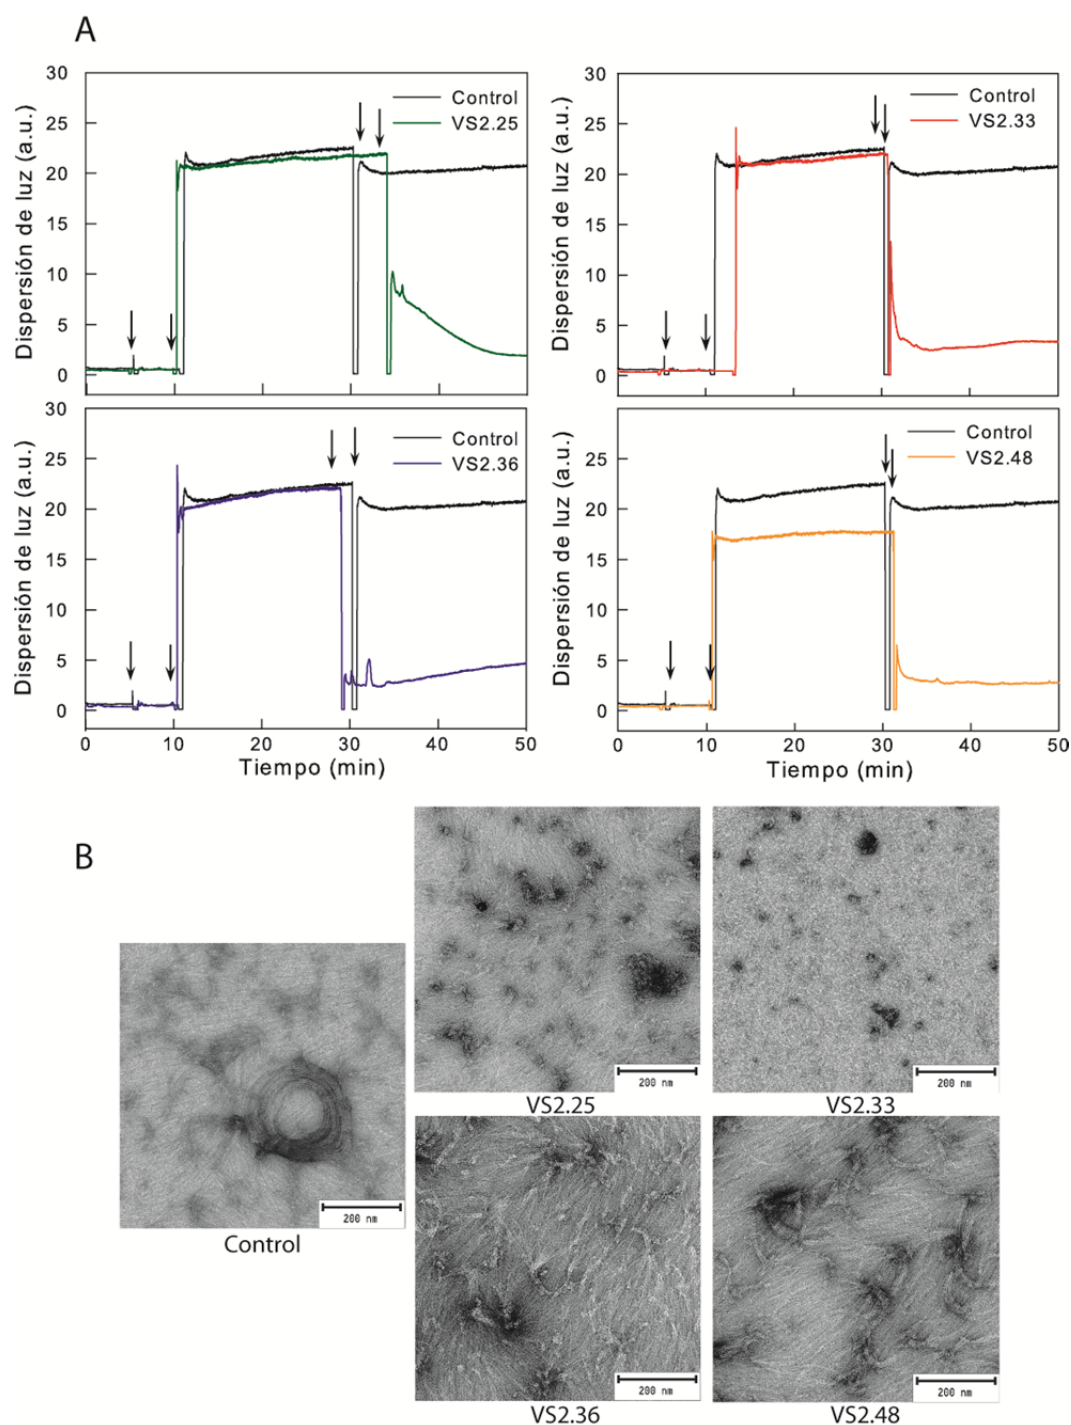 A
Dispersión de luz (a.u.)
30
25
20
15
10
5
0
Control
VS2.25
Dispersión de luz (a.u.)
30
25
20
15
10
5
0
Control
VS2.33
Dispersión de luz (a.u.)
30
25
20
15
10
5
0
Control
VS2.36
0 10 20 30 40 50
Tiempo (min)
Dispersión de luz (a.u.)
25
20
15
10
5
0
Control
VS2.48
0 10 20 30 40 50
Tiempo (min)
B
200 nm
Control
200 nm
VS2.25
200 nm
VS2.33
200 nm
VS2.36
200 nm
VS2.48